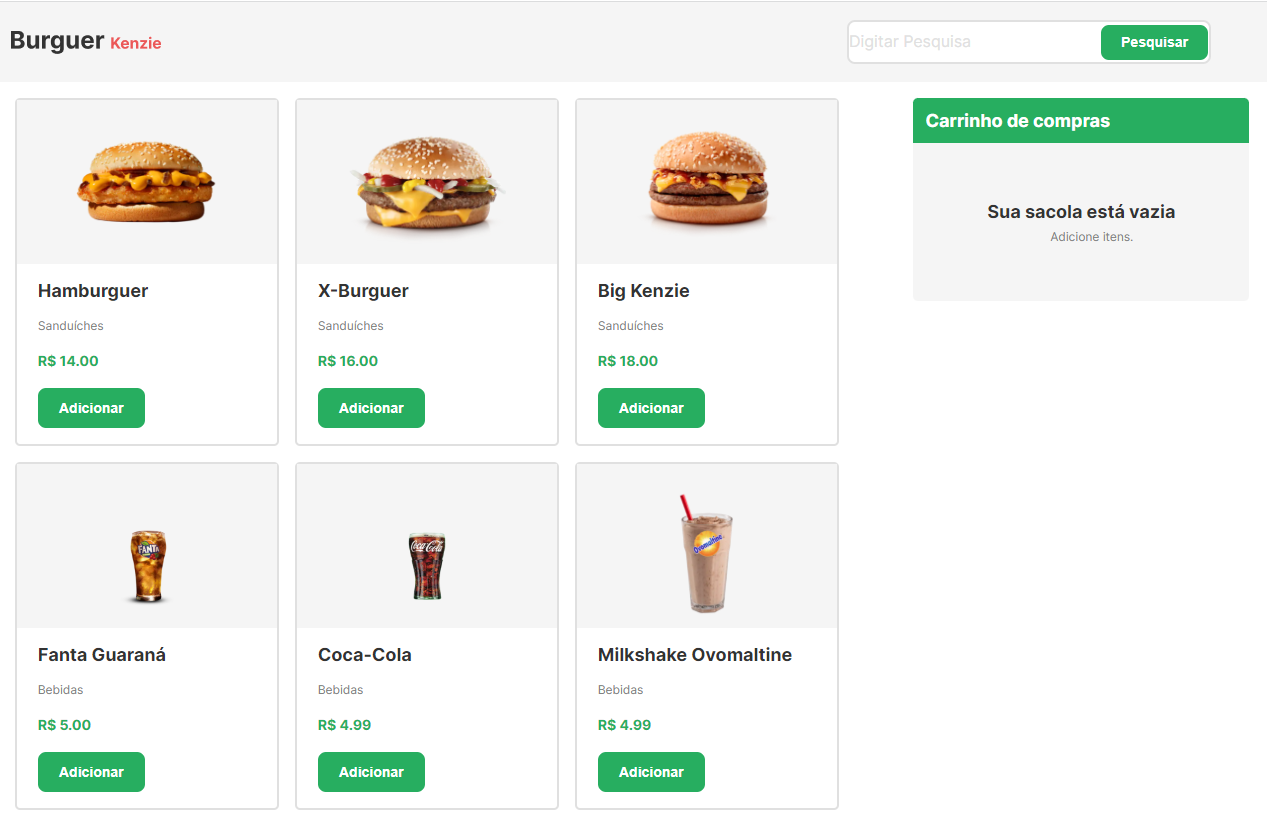 Burguer Kenzie
Digitar Pesquisa
Pesquisar
Hamburguer
Sanduíches
R$ 14.00
Adicionar
X-Burguer
Sanduíches
R$ 16.00
Adicionar
Big Kenzie
Sanduíches
R$ 18.00
Adicionar
Carrinho de compras
Sua sacola está vazia
Adicione itens.
FANTA
Fanta Guaraná
Bebidas
R$ 5.00
Adicionar
Coca-Cola
Coca-Cola
Bebidas
R$ 4.99
Adicionar
Ovomaltine
Milkshake Ovomaltine
Bebidas
R$ 4.99
Adicionar